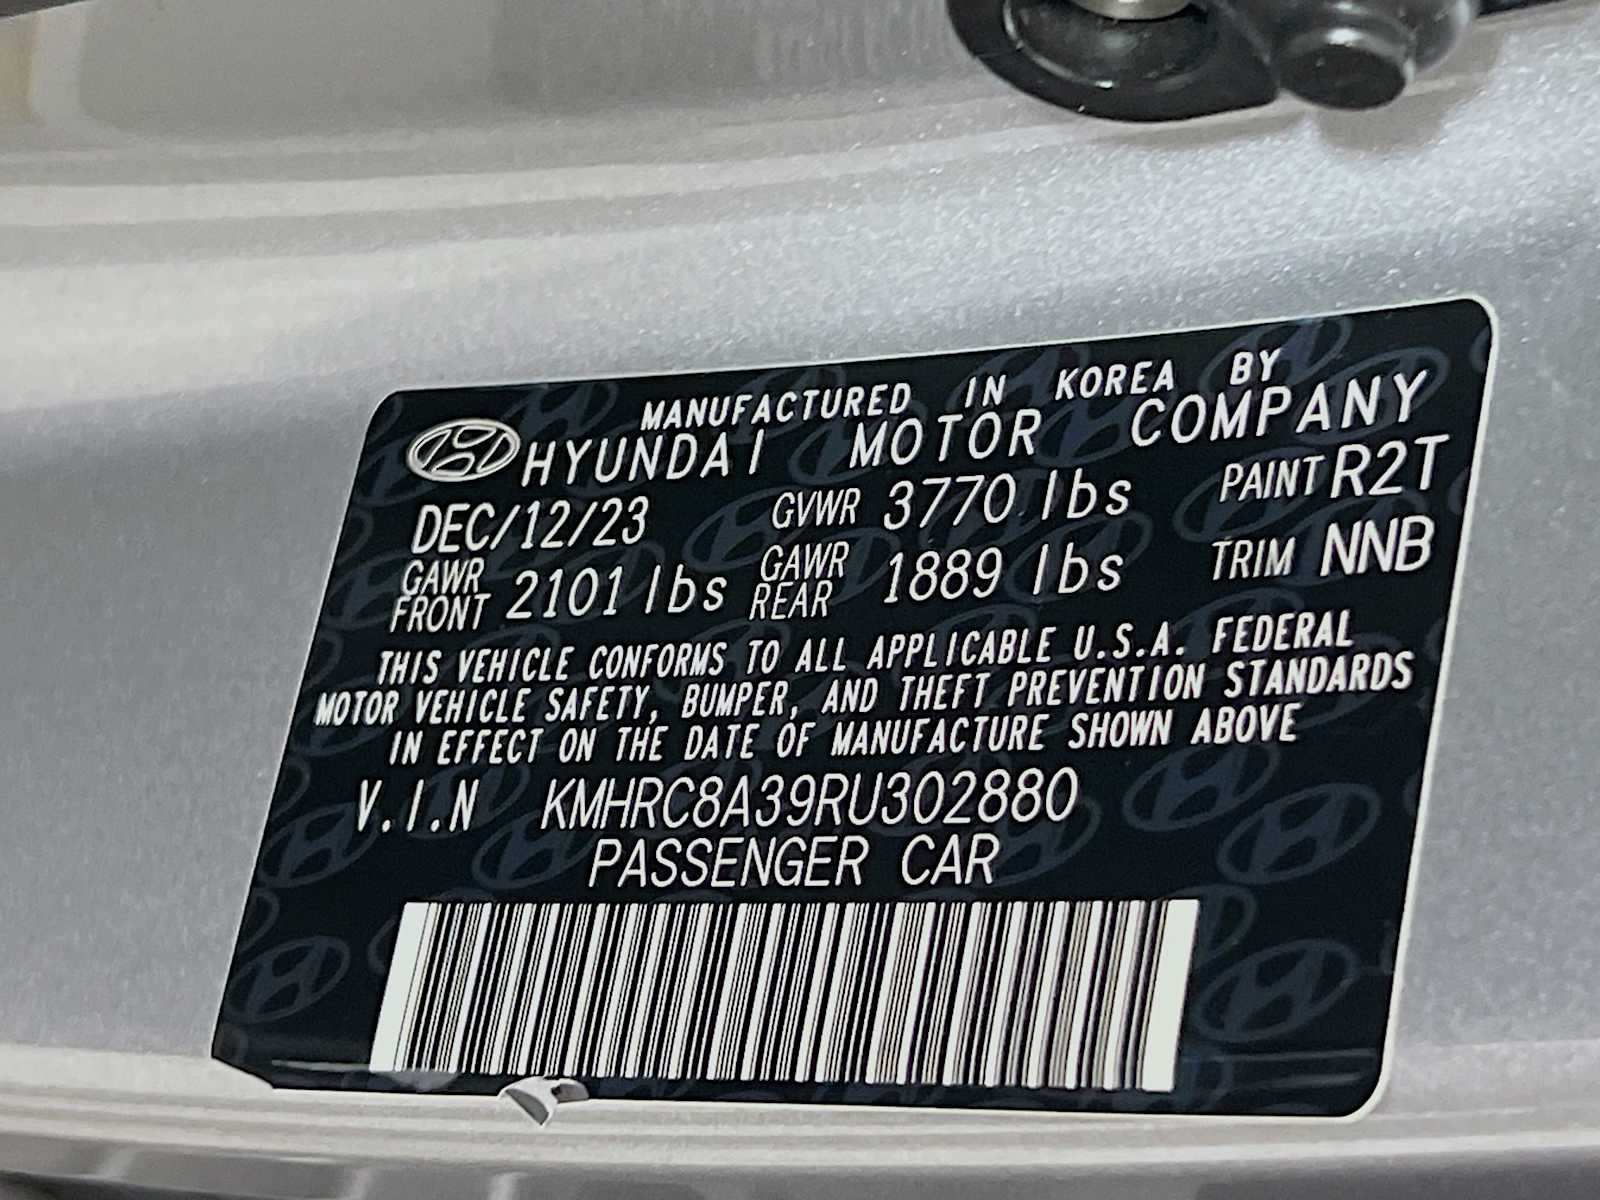 MANUFACTURED IN KOREA BY
HYUNDAI MOTOR COMPANY
DEC/12/23 GVWR 3770 lbs PAINT R2T
GAWR FRONT 2101 lbs GAWR REAR 1889 lbs TRIM NNB
THIS VEHICLE CONFORMS TO ALL APPLICABLE U.S.A. FEDERAL
MOTOR VEHICLE SAFETY, BUMPER, AND THEFT PREVENTION STANDARDS
IN EFFECT ON THE DATE OF MANUFACTURE SHOWN ABOVE
V.I.N KMHRC8A39RU302880
PASSENGER CAR